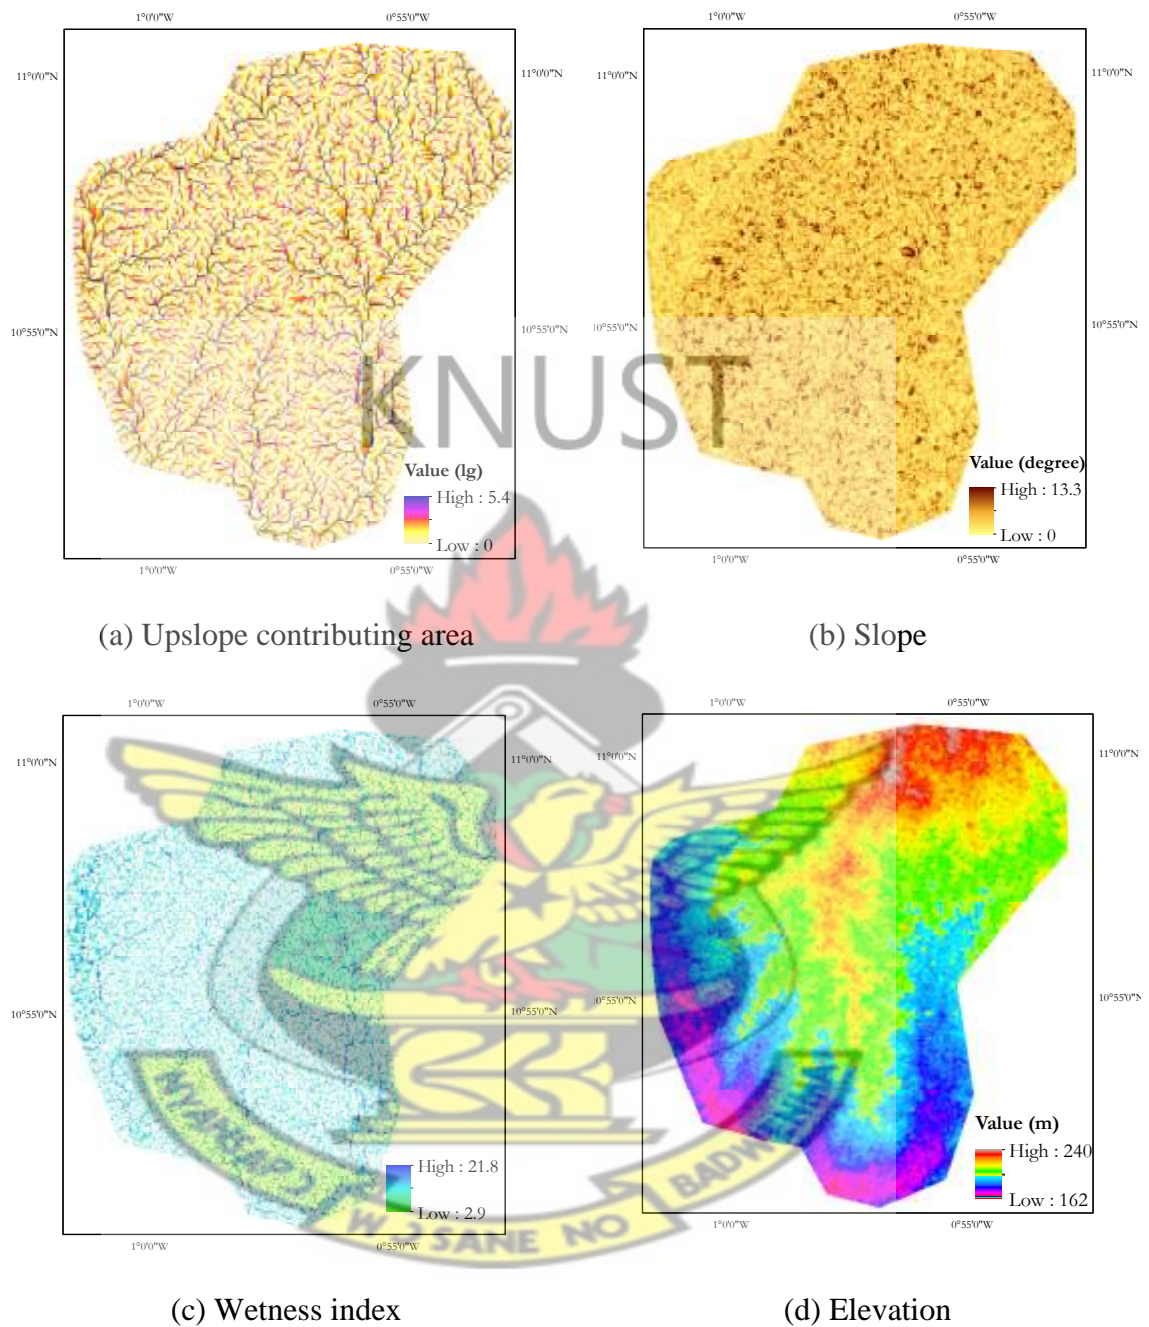 1°0'0"W 0°55'0"W 1°0'0"W 0°55'0"W
11°0'0"N 11°0'0"N 11°0'0"N 11°0'0"N
10°55'0"N 10°55'0"N 10°55'0"N 10°55'0"N
KNUST
Value (lg)
High : 5.4
Low : 0
Value (degree)
High : 13.3
Low : 0
1°0'0"W 0°55'0"W 1°0'0"W 0°55'0"W
(a) Upslope contributing area
(b) Slope
1°0'0"W 0°55'0"W 1°0'0"W 0°55'0"W
11°0'0"N 11°0'0"N 11°0'0"N 11°0'0"N
10°55'0"N 10°55'0"N 10°55'0"N 10°55'0"N
High : 21.8
Low : 2.9
Value (m)
High : 240
Low : 162
W SANE NO
1°0'0"W 0°55'0"W 1°0'0"W 0°55'0"W
(c) Wetness index
(d) Elevation